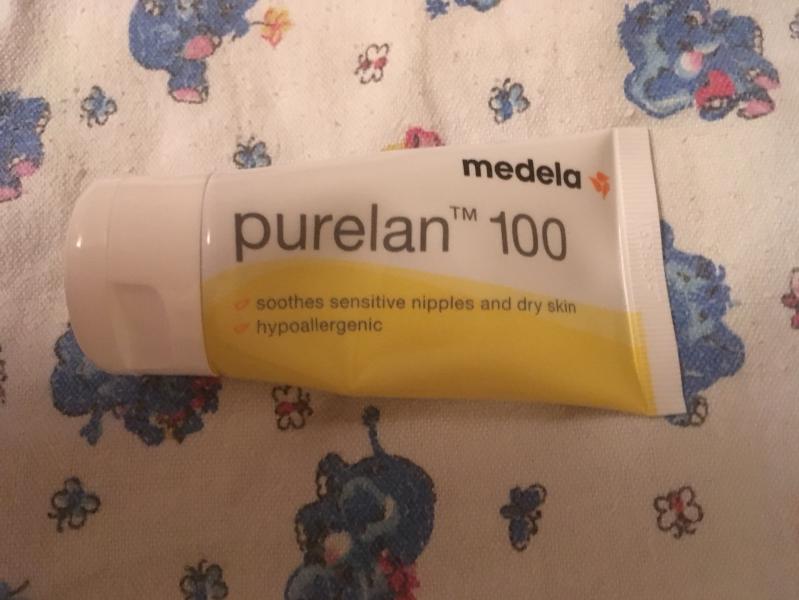 medela
purelan™ 100
soothes sensitive nipples and dry skin
hypoallergenic